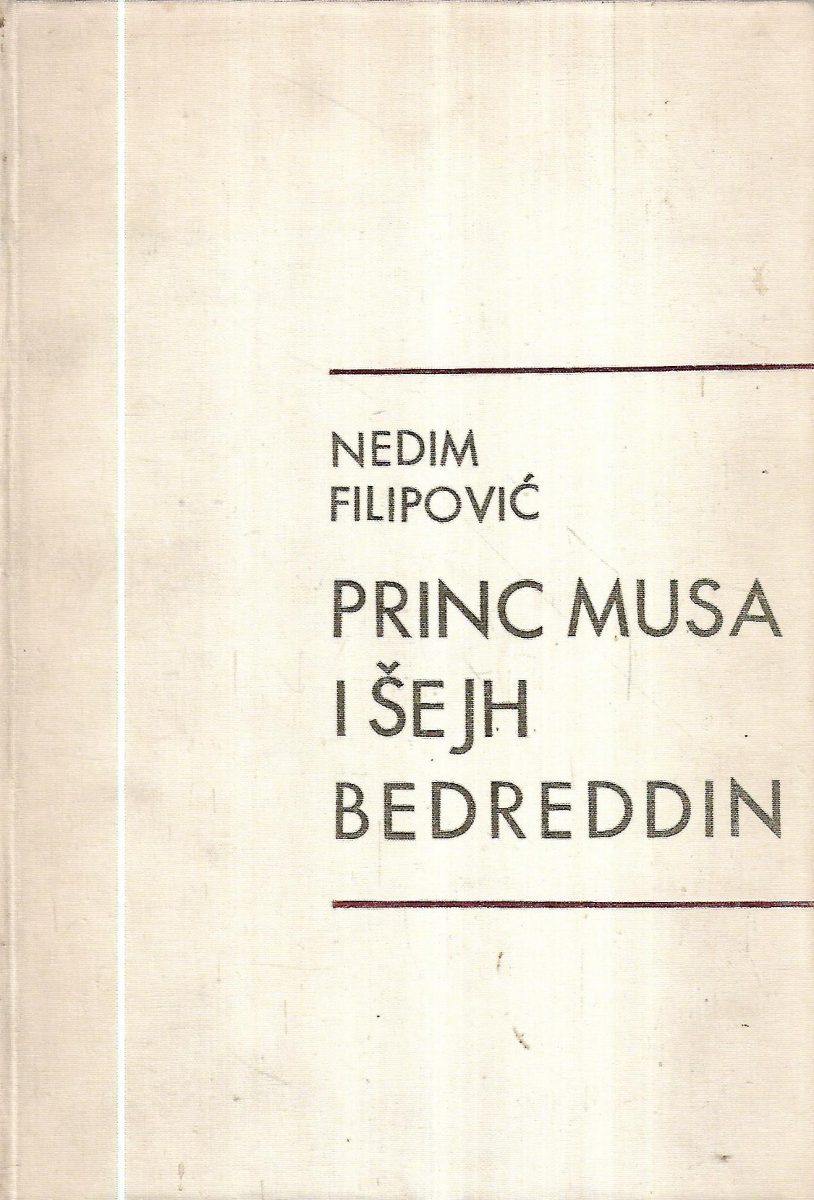 NEDIM
FILIPOVIĆ
PRINC MUSA
I ŠEJH
BEDREDDIN